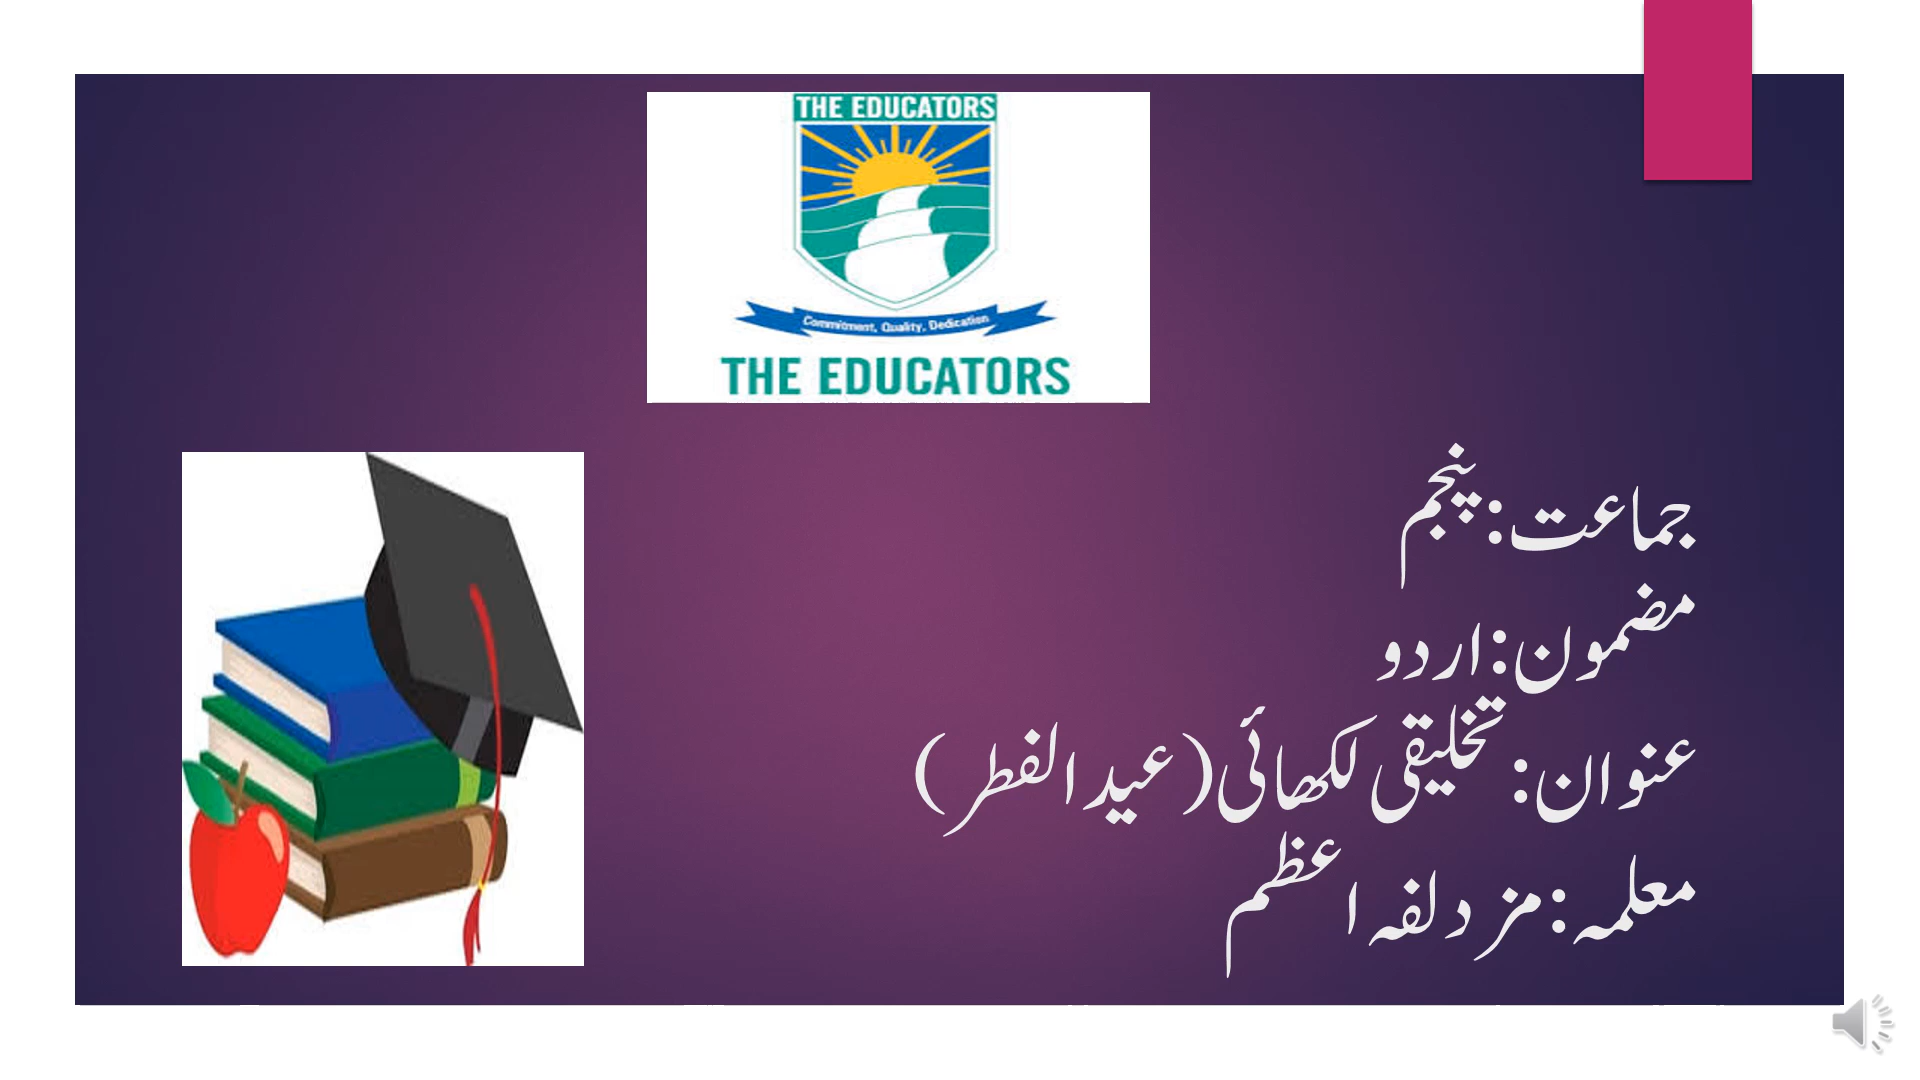 THE EDUCATORS
Commitment, Quality, Dedication
THE EDUCATORS
جماعت:پنجم
مضمون:اردو
عنوان: تخلیقی لکھائی(عیدالفطر)
معلمہ:مزدلفہ اعظم